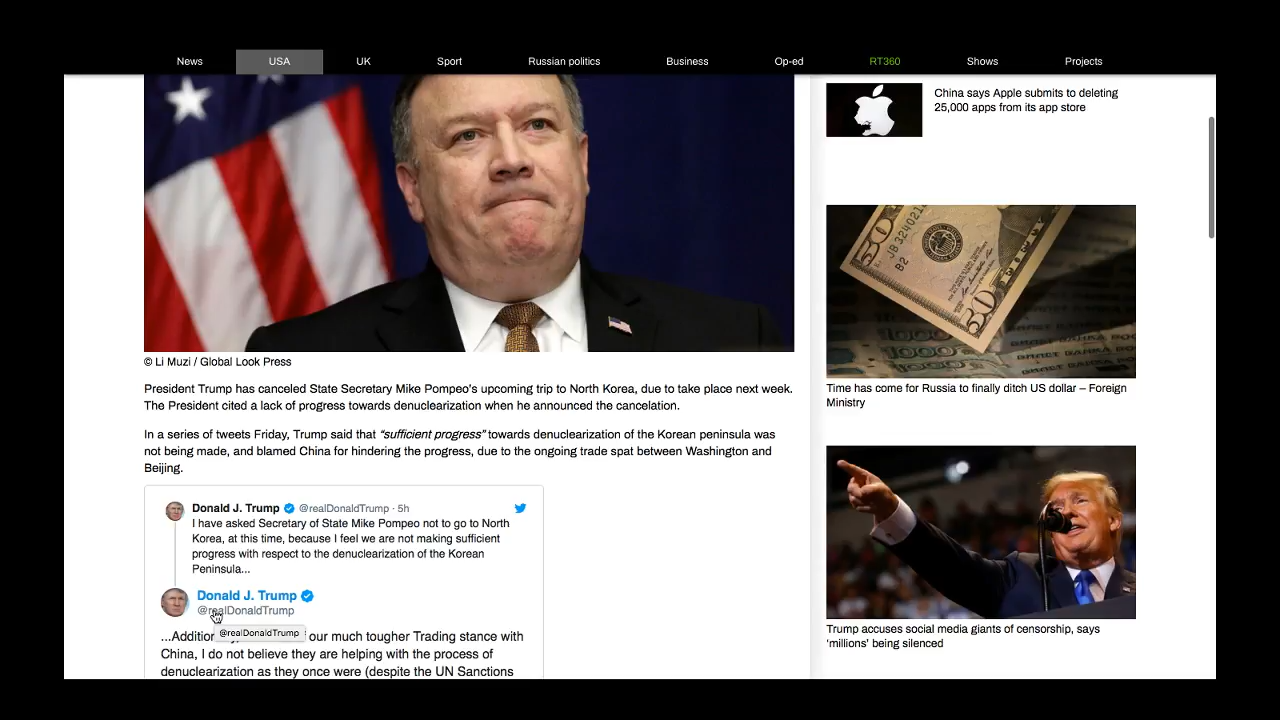 News USA UK Sport Russian politics Business Op-ed RT360 Shows Projects
© Li Muzi / Global Look Press
President Trump has canceled State Secretary Mike Pompeo's upcoming trip to North Korea, due to take place next week.
The President cited a lack of progress towards denuclearization when he announced the cancelation.
In a series of tweets Friday, Trump said that “sufficient progress” towards denuclearization of the Korean peninsula was
not being made, and blamed China for hindering the progress, due to the ongoing trade spat between Washington and
Beijing.
Donald J. Trump @realDonaldTrump · 5h
I have asked Secretary of State Mike Pompeo not to go to North
Korea, at this time, because I feel we are not making sufficient
progress with respect to the denuclearization of the Korean
Peninsula...
Donald J. Trump
@realDonaldTrump
@realDonaldTrump
...Addition our much tougher Trading stance with
China, I do not believe they are helping with the process of
denuclearization as they once were (despite the UN Sanctions
China says Apple submits to deleting
25,000 apps from its app store
50
JB 3240421
B2
50
1000
1000
Time has come for Russia to finally ditch US dollar – Foreign
Ministry
Trump accuses social media giants of censorship, says
‘millions’ being silenced